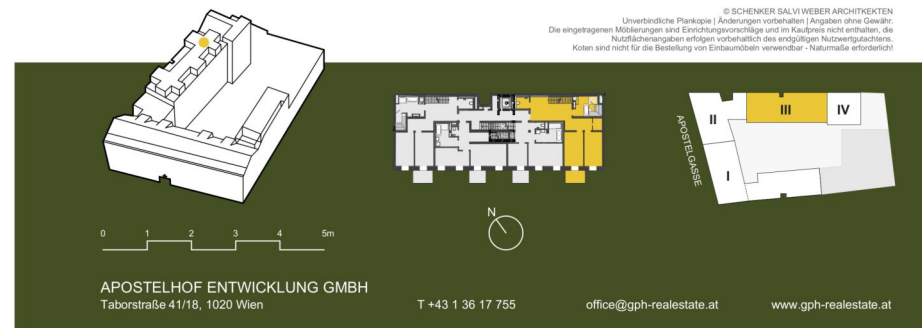 © SCHENKER SALVI WEBER ARCHITKEKTEN
Unverbindliche Plankopie | Änderungen vorbehalten | Angaben ohne Gewähr.
Die eingetragenen Möblierungen sind Einrichtungsvorschläge und im Kaufpreis nicht enthalten, die
Nutzflächenangaben erfolgen vorbehaltlich des endgültigen Nutzwertgutachtens.
Koten sind nicht für die Bestellung von Einbaumöbeln verwendbar - Naturmaße erforderlich!
II
III
IV
APOSTELGASSE
I
N
0 1 2 3 4 5m
APOSTELHOF ENTWICKLUNG GMBH
Taborstraße 41/18, 1020 Wien
T +43 1 36 17 755
office@gph-realestate.at
www.gph-realestate.at